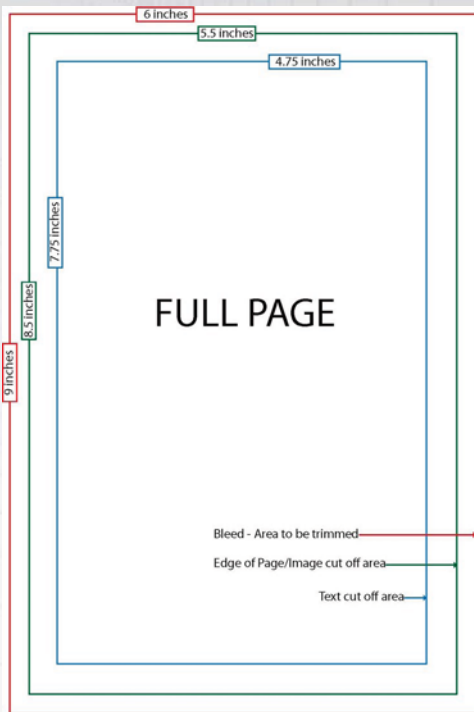 6 inches
5.5 inches
4.75 inches
7.75 inches
8.5 inches
9 inches
FULL PAGE
Bleed - Area to be trimmed
Edge of Page/Image cut off area
Text cut off area